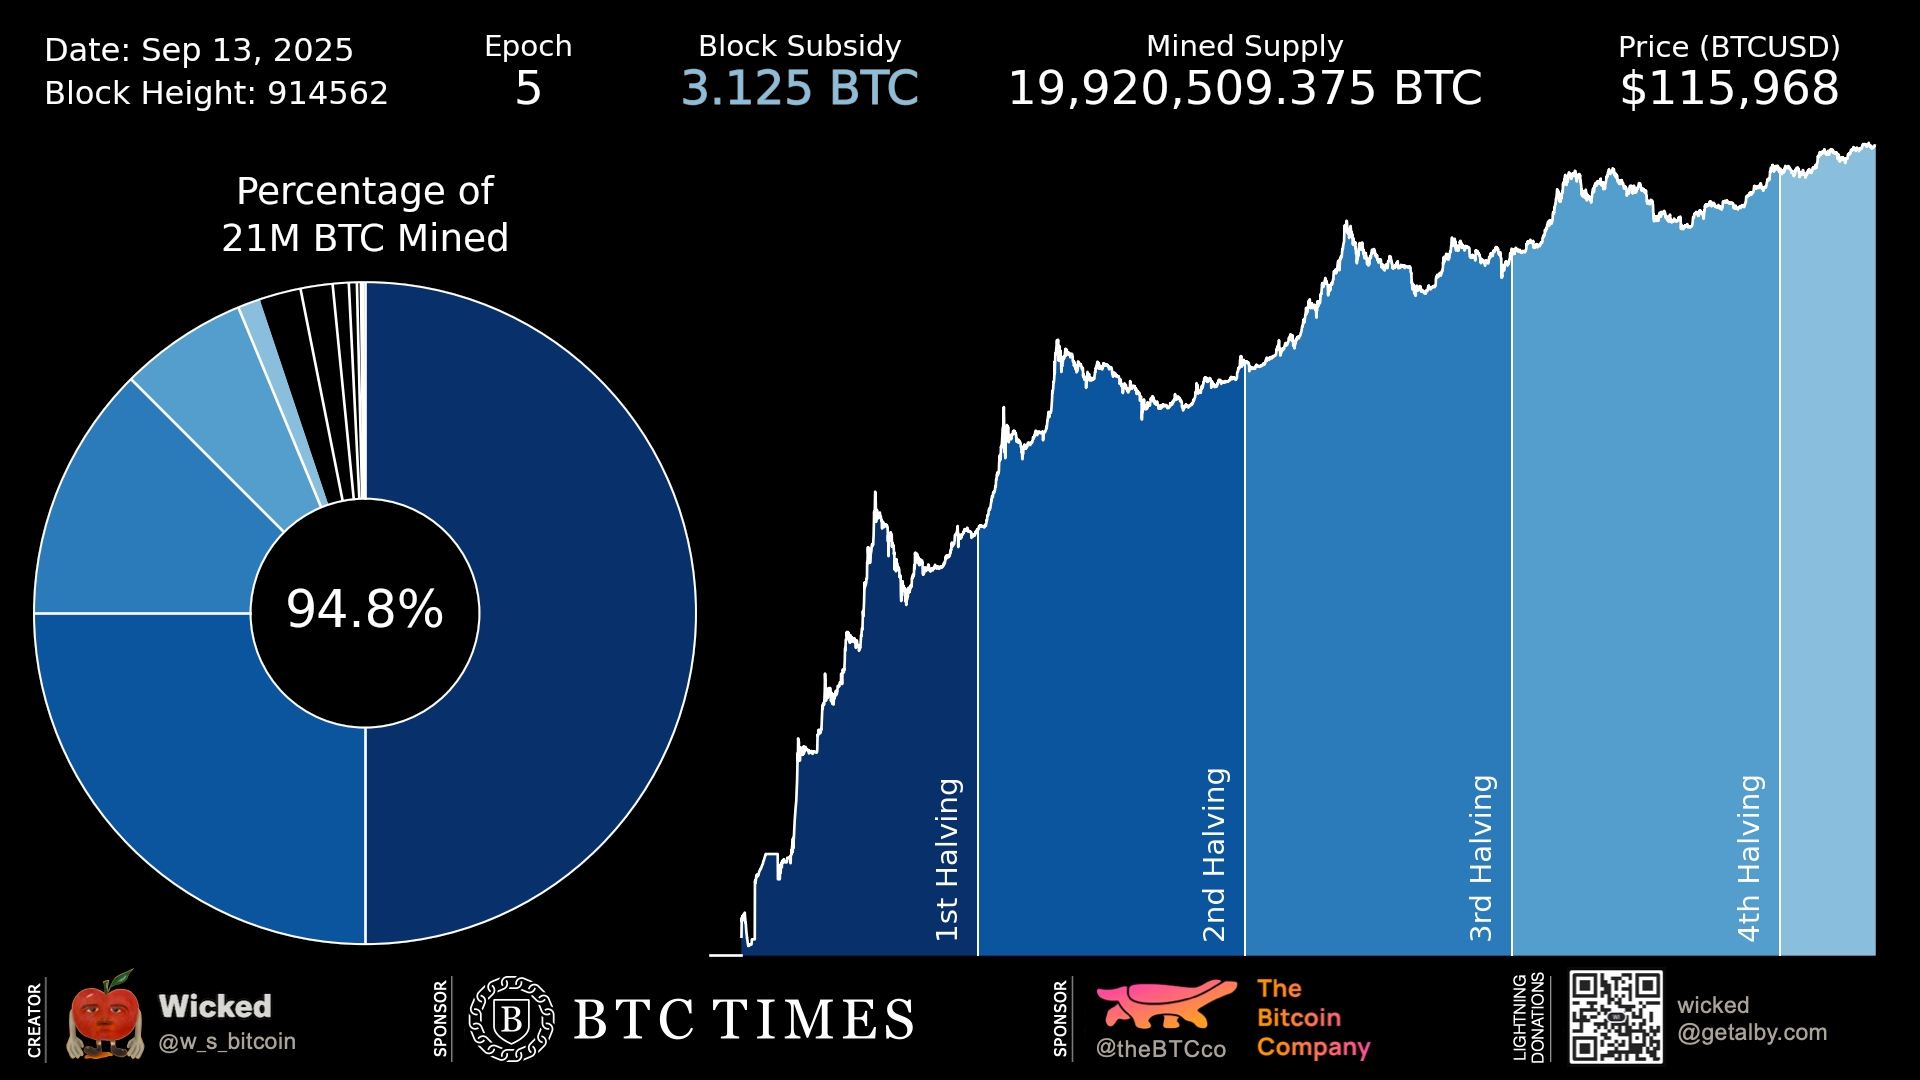 Date: Sep 13, 2025
Block Height: 914562
Epoch
5
Block Subsidy
3.125 BTC
Mined Supply
19,920,509.375 BTC
Price (BTCUSD)
$115,968
Percentage of
21M BTC Mined
94.8%
1st Halving
2nd Halving
3rd Halving
4th Halving
CREATOR
Wicked
@w_s_bitcoin
SPONSOR
B
BTC TIMES
SPONSOR
@theBTCco
The
Bitcoin
Company
LIGHTNING
DONATIONS
wicked
@getalby.com